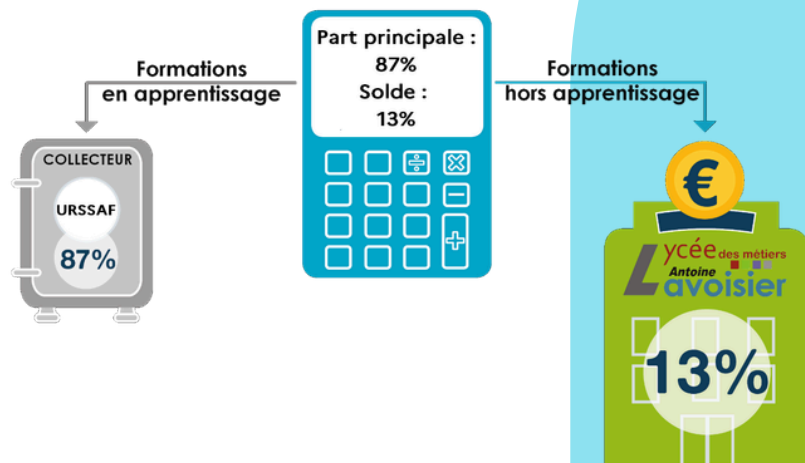 Part principale :
87%
Solde :
13%
Formations
en apprentissage
Formations
hors apprentissage
COLLECTEUR
URSSAF
87%
€
Lycée des métiers
Antoine
Lavoisier
13%